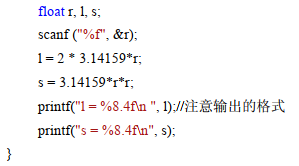 float r, l, s;
scanf ("%f", &r);
l = 2 * 3.14159*r;
s = 3.14159*r*r;
printf("l = %8.4f\n ", l);//注意输出的格式
printf("s = %8.4f\n", s);
}